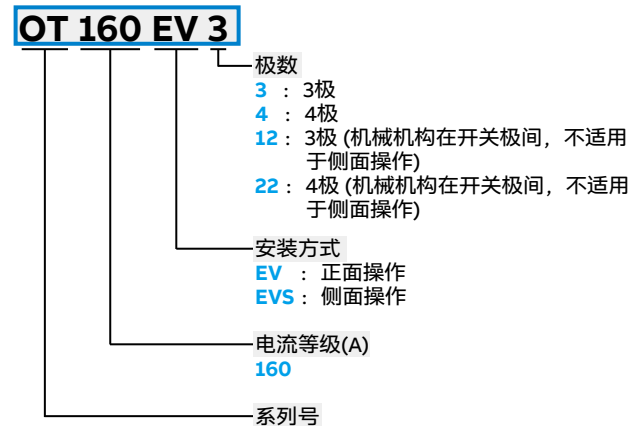 OT 160 EV 3
极数
3 : 3极
4 : 4极
12 : 3极 (机械机构在开关极间，不适用
于侧面操作)
22 : 4极 (机械机构在开关极间，不适用
于侧面操作)
安装方式
EV : 正面操作
EVS : 侧面操作
电流等级(A)
160
系列号